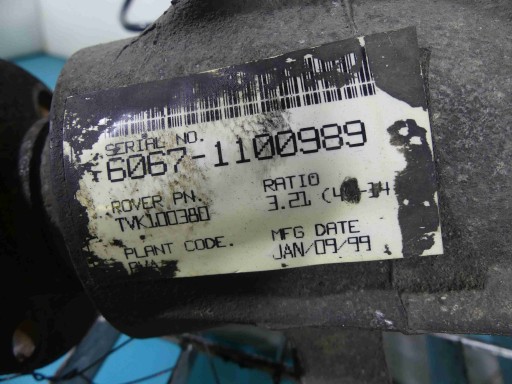 SERIAL NO.
6067-1100989
ROVER PN. RATIO
TVK100380 3.21
PLANT CODE. MFG DATE
JAN/09/99